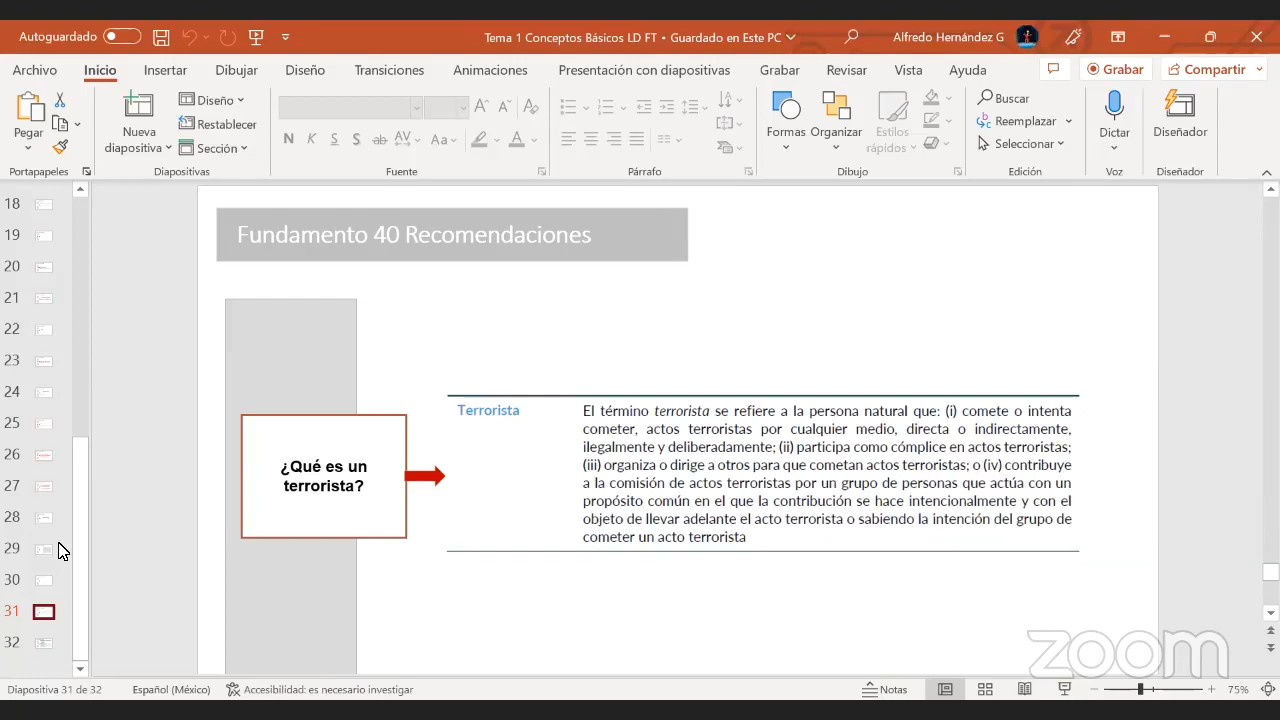 Autoguardado
Tema 1 Conceptos Básicos LD FT • Guardado en Este PC
Alfredo Hernández G
Archivo Inicio Insertar Dibujar Diseño Transiciones Animaciones Presentación con diapositivas Grabar Revisar Vista Ayuda
Grabar Compartir
Pegar
Portapapeles
Nueva diapositiva
Diseño
Restablecer
Sección
Diapositivas
N K S S ab AV Aa A
Fuente
Párrafo
Formas
Organizar
Estilos rápidos
Dibujo
Buscar
Reemplazar
Seleccionar
Edición
Dictar
Voz
Diseñador
Diseñador
18
19
20
21
22
23
24
25
26
27
28
29
30
31
32
Fundamento 40 Recomendaciones
¿Qué es un
terrorista?
Terrorista
El término terrorista se refiere a la persona natural que: (i) comete o intenta
cometer, actos terroristas por cualquier medio, directa o indirectamente,
ilegalmente y deliberadamente; (ii) participa como cómplice en actos terroristas;
(iii) organiza o dirige a otros para que cometan actos terroristas; o (iv) contribuye
a la comisión de actos terroristas por un grupo de personas que actúa con un
propósito común en el que la contribución se hace intencionalmente y con el
objeto de llevar adelante el acto terrorista o sabiendo la intención del grupo de
cometer un acto terrorista
zoom
Diapositiva 31 de 32
Español (México)
Accesibilidad: es necesario investigar
Notas
75%